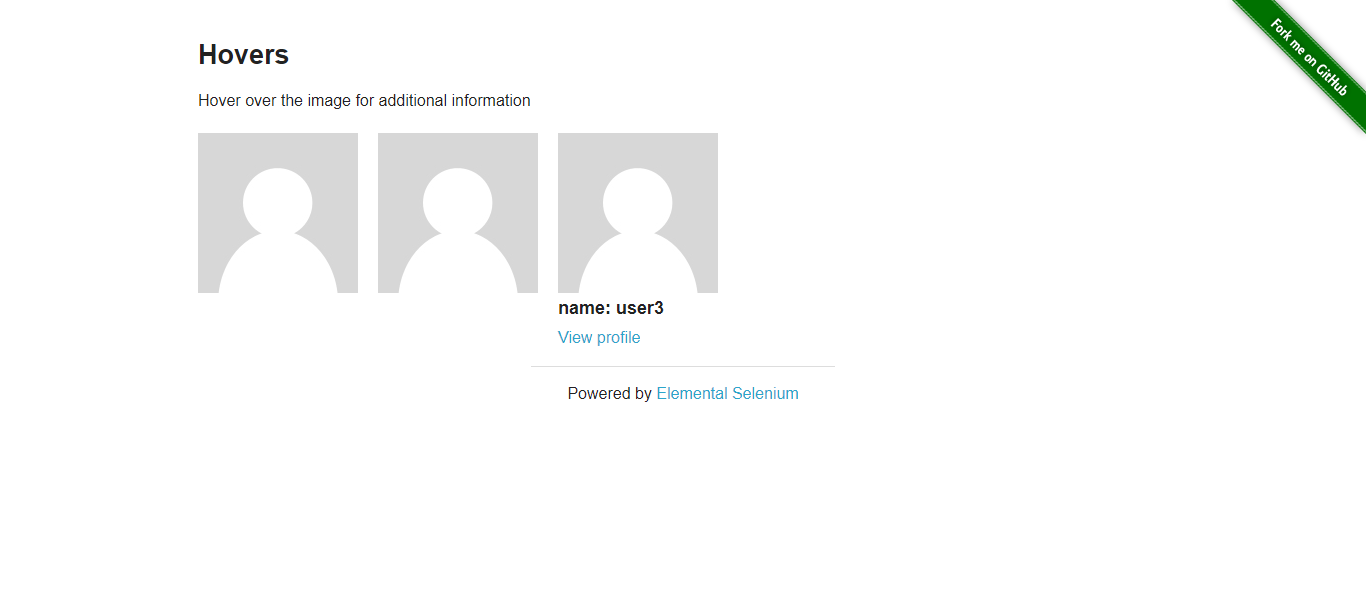 Hovers
Fork me on GitHub
Hover over the image for additional information
name: user3
View profile
Powered by Elemental Selenium